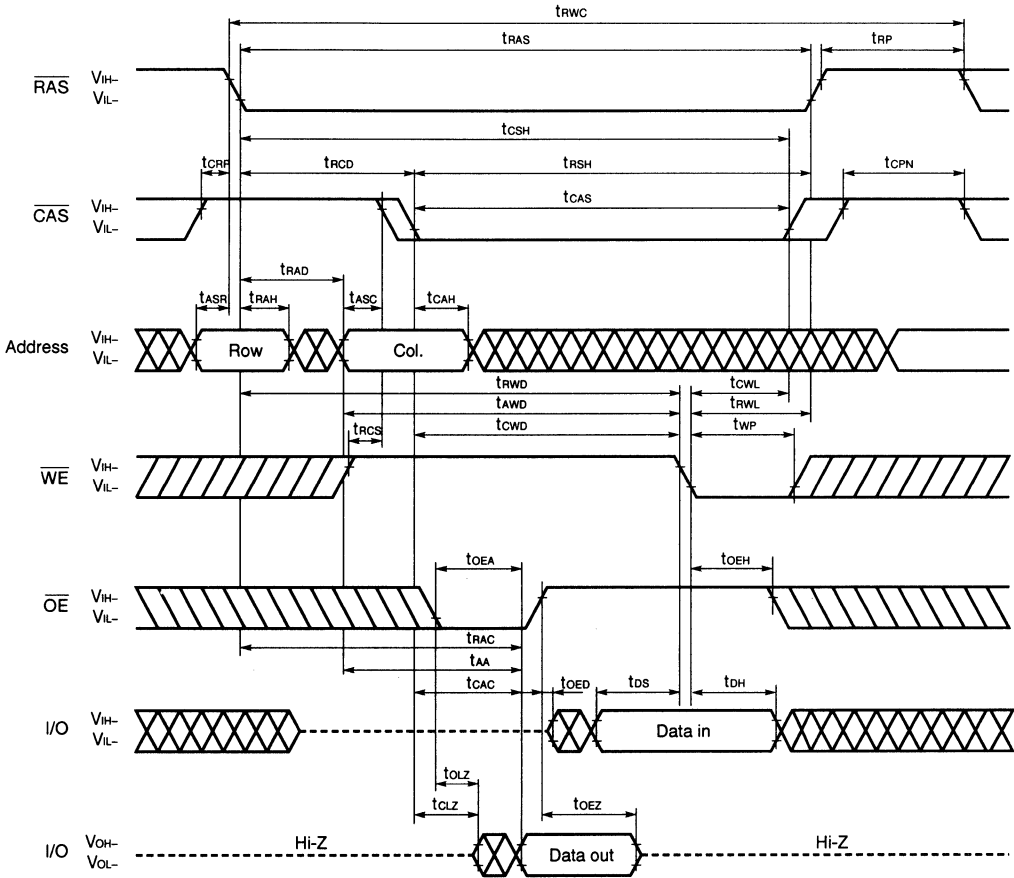 tRWC
tRAS tRP
RAS VIH–
VIL–
tCSH
tCRP tRCD tRSH tCPN
CAS VIH– tCAS
VIL–
tRAD
tASR tRAH tASC tCAH
Address VIH–
VIL–
Row Col.
tRWD tCWL
tAWD tRWL
tRCS tCWD tWP
WE VIH–
VIL–
tOEA tOEH
OE VIH–
VIL–
tRAC
tAA
tCAC tOED tDS tDH
I/O VIH–
VIL–
Data in
tOLZ
tCLZ tOEZ
I/O VOH– Hi-Z Hi-Z
VOL–
Data out